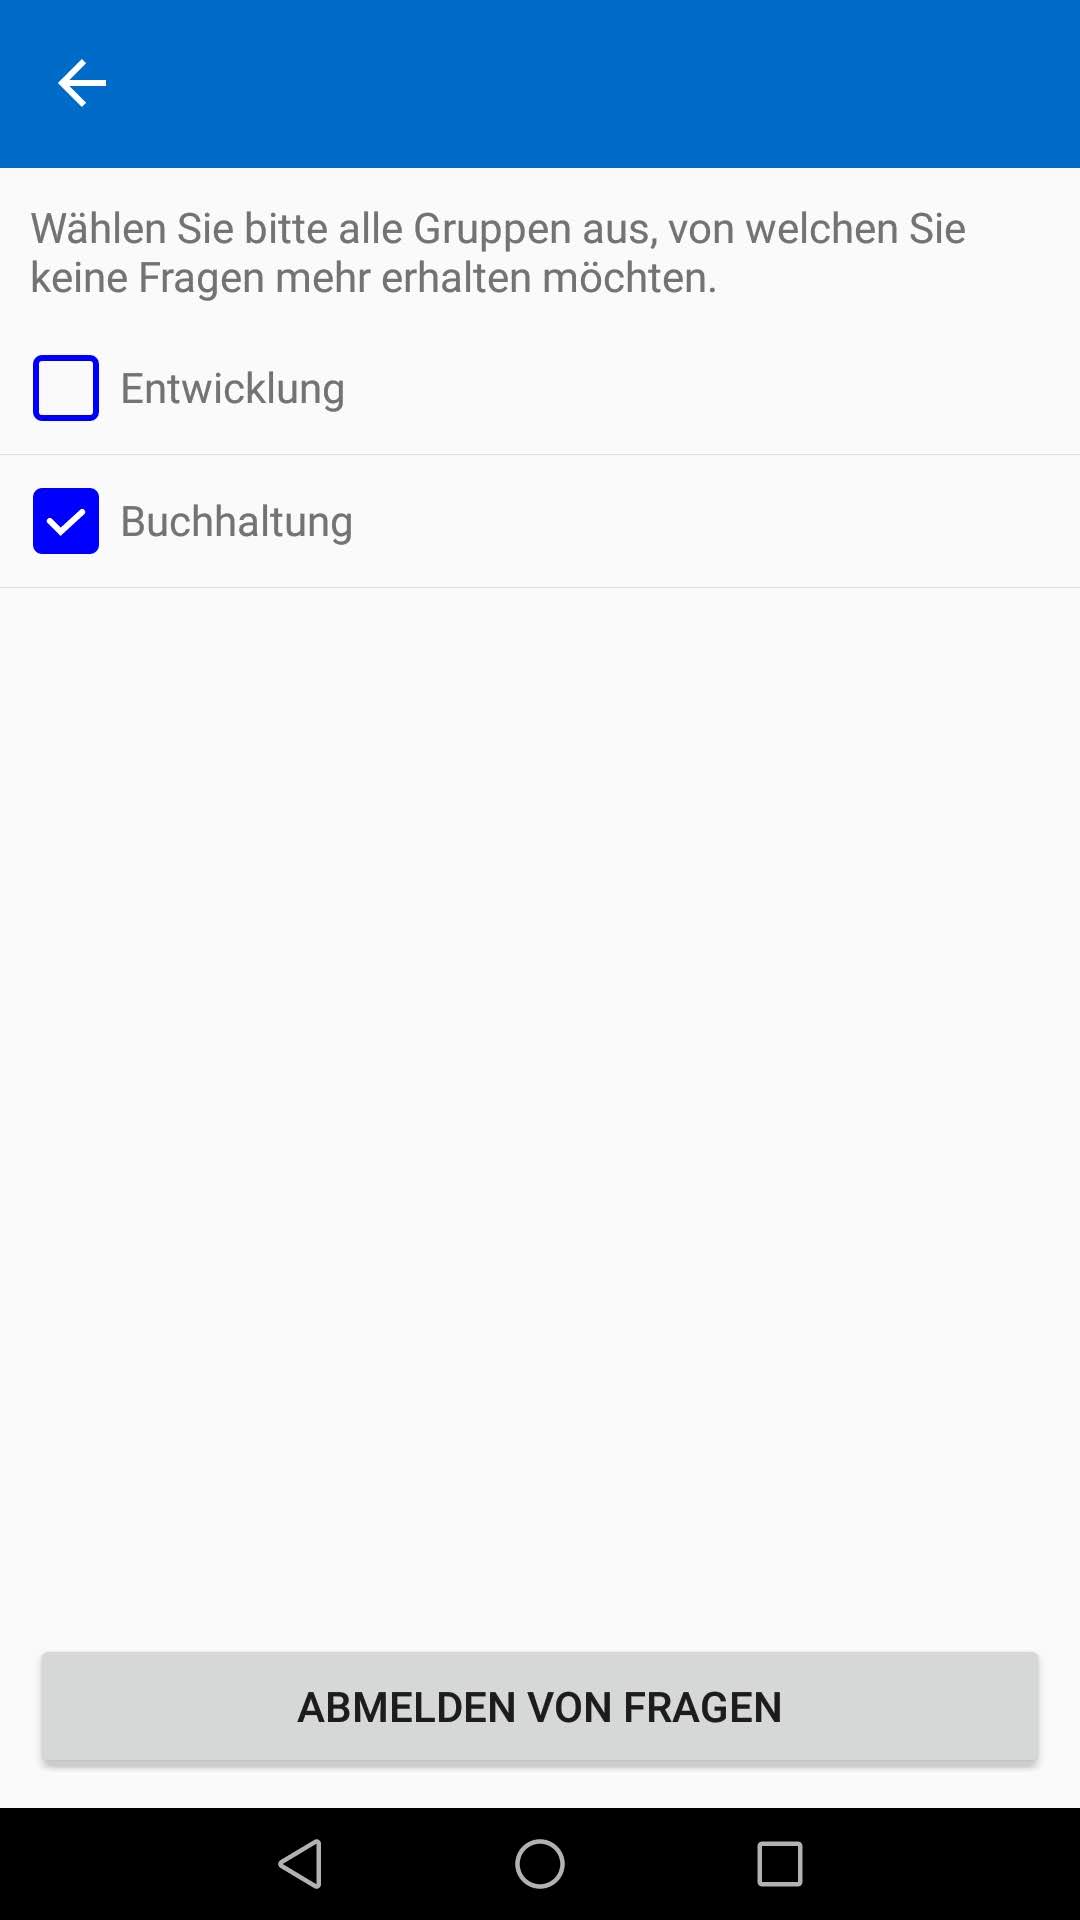 Wählen Sie bitte alle Gruppen aus, von welchen Sie
keine Fragen mehr erhalten möchten.
Entwicklung
Buchhaltung
ABMELDEN VON FRAGEN